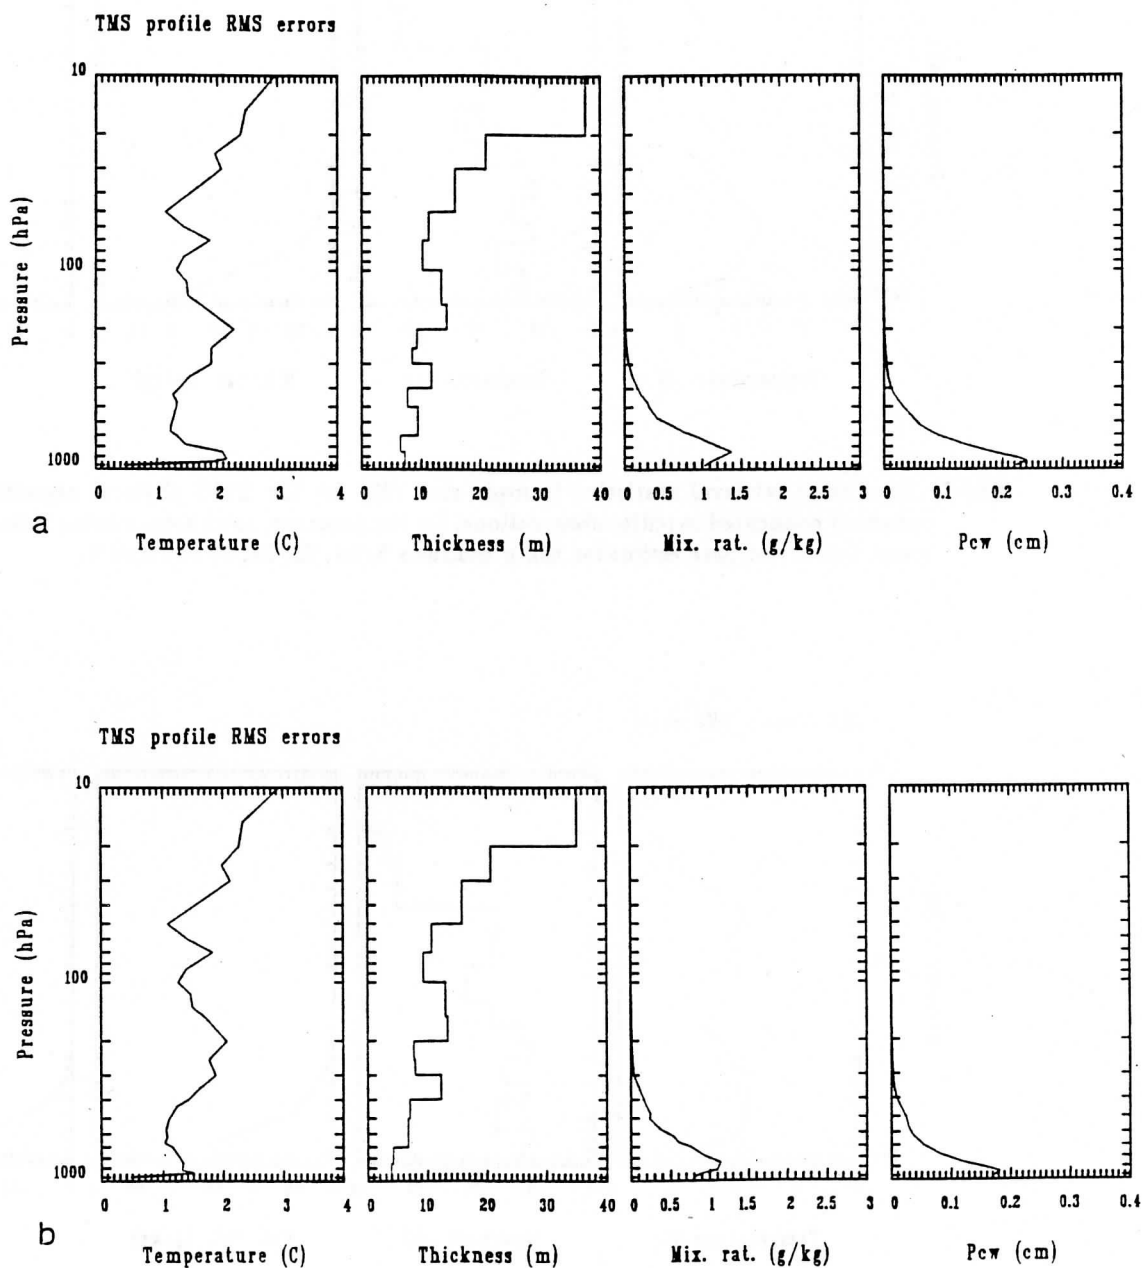 TMS profile RMS errors
10
100
1000
Pressure (hPa)
0 1 2 3 4
0 10 20 30 40
0 0.5 1 1.5 2 2.5 3
0 0.1 0.2 0.3 0.4
a
Temperature (C) Thickness (m) Mix. rat. (g/kg) Pcw (cm)
TMS profile RMS errors
10
100
1000
Pressure (hPa)
0 1 2 3 4
0 10 20 30 40
0 0.5 1 1.5 2 2.5 3
0 0.1 0.2 0.3 0.4
b
Temperature (C) Thickness (m) Mix. rat. (g/kg) Pcw (cm)